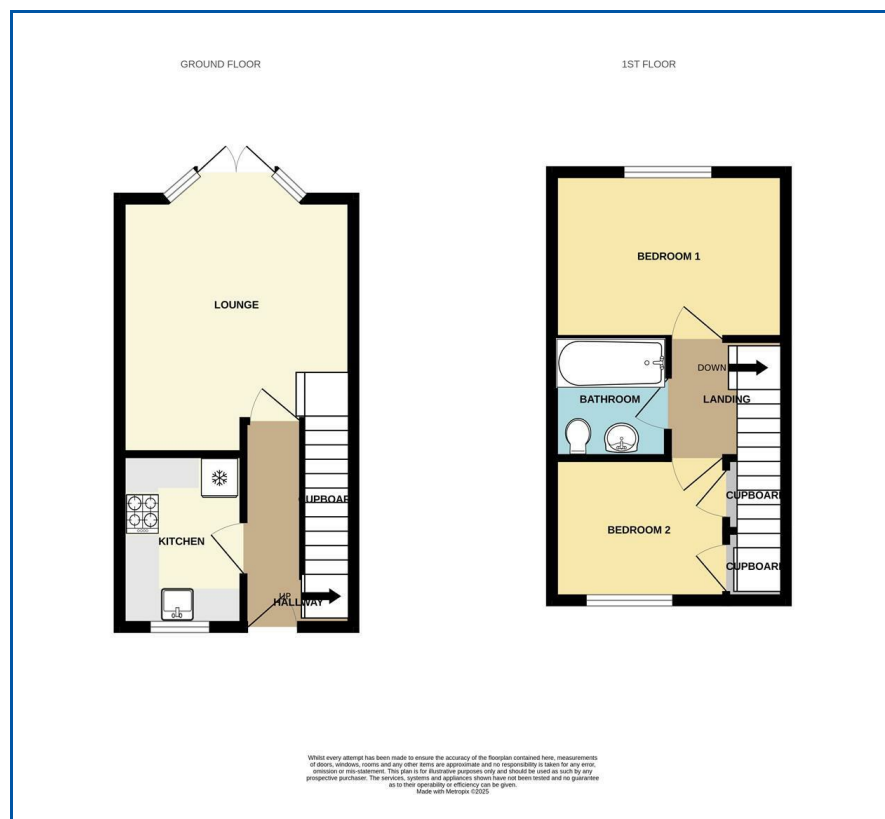 GROUND FLOOR
1ST FLOOR
LOUNGE
CUPBOAR
KITCHEN
UP
HALLWAY
BEDROOM 1
DOWN
BATHROOM
LANDING
CUPBOARD
BEDROOM 2
CUPBOARD
Whilst every attempt has been made to ensure the accuracy of the floorplan contained here, measurements
of doors, windows, rooms and any other items are approximate and no responsibility is taken for any error,
omission or mis-statement. This plan is for illustrative purposes only and should be used as such by any
prospective purchaser. The services, systems and appliances shown have not been tested and no guarantee
as to their operability or efficiency can be given.
Made with Metropix ©2025